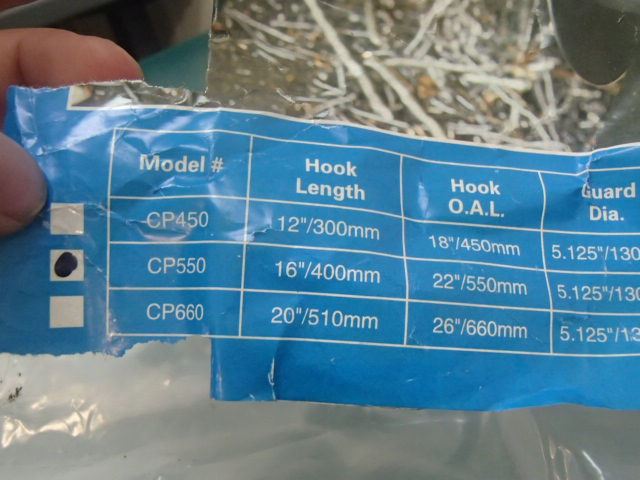 Model # Hook Length Hook O.A.L. Guard Dia.
CP450 12"/300mm 18"/450mm 5.125"/130
CP550 16"/400mm 22"/550mm 5.125"/130
CP660 20"/510mm 26"/660mm 5.125"/13